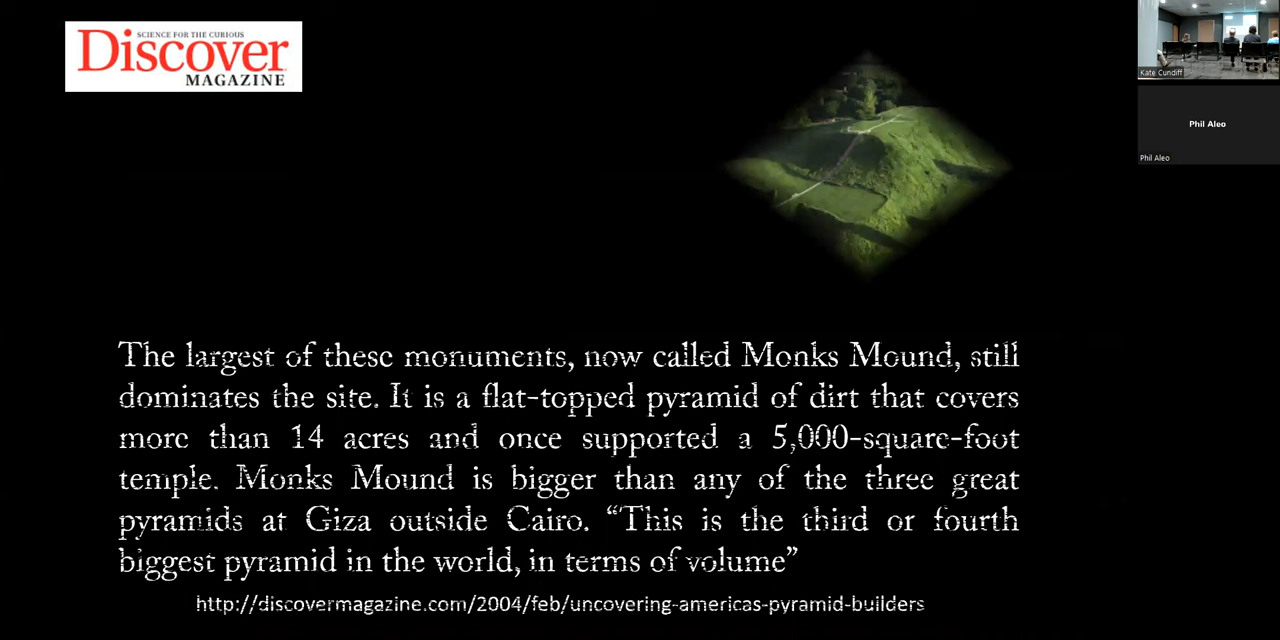 SCIENCE FOR THE CURIOUS
Discover
MAGAZINE
Kate Cundiff
Phil Aleo
Phil Aleo
The largest of these monuments, now called Monks Mound, still
dominates the site. It is a flat-topped pyramid of dirt that covers
more than 14 acres and once supported a 5,000-square-foot
temple. Monks Mound is bigger than any of the three great
pyramids at Giza outside Cairo. “This is the third or fourth
biggest pyramid in the world, in terms of volume”
http://discovermagazine.com/2004/feb/uncovering-americas-pyramid-builders